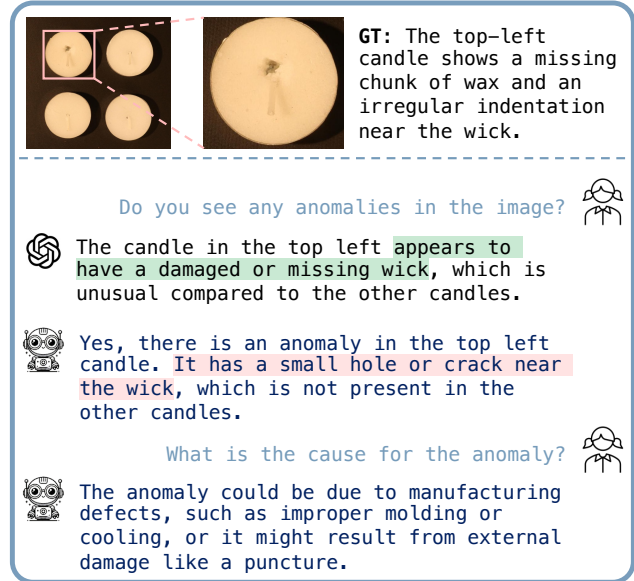 GT: The top-left
candle shows a missing
chunk of wax and an
irregular indentation
near the wick.
Do you see any anomalies in the image?
The candle in the top left appears to
have a damaged or missing wick, which is
unusual compared to the other candles.
Yes, there is an anomaly in the top left
candle. It has a small hole or crack near
the wick, which is not present in the
other candles.
What is the cause for the anomaly?
The anomaly could be due to manufacturing
defects, such as improper molding or
cooling, or it might result from external
damage like a puncture.